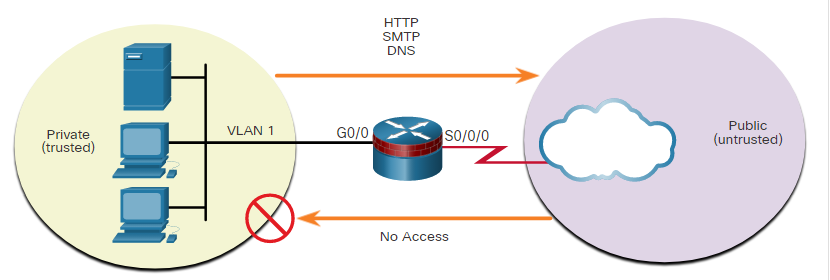 HTTP
SMTP
DNS
Private
(trusted)
VLAN 1
G0/0
S0/0/0
Public
(untrusted)
No Access